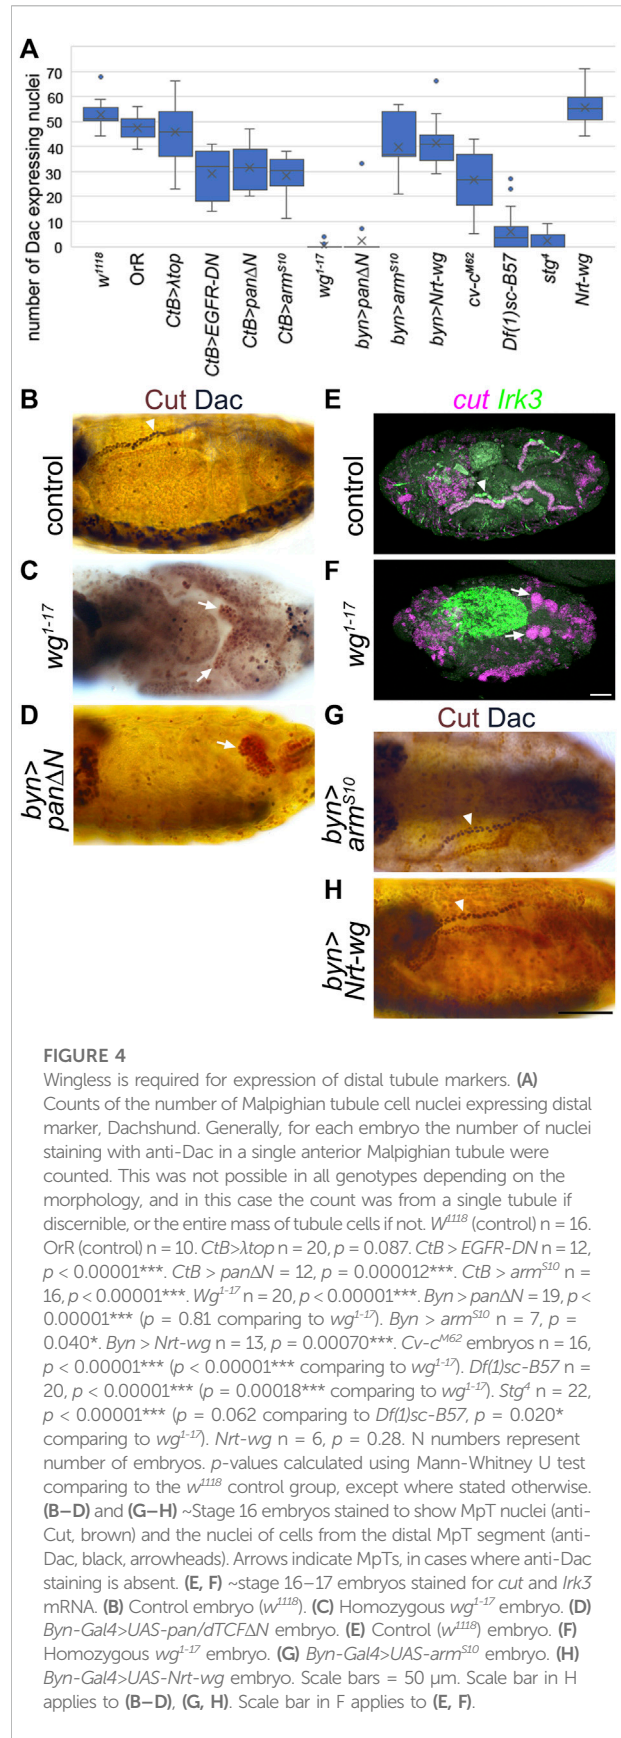 A
number of Dac expressing nuclei
70
60
50
40
30
20
10
0
w1118
OrR
CtB>λtop
CtB>EGFR-DN
CtB>panΔN
CtB>armS10
wg1-17
byn>panΔN
byn>armS10
byn>Nrt-wg
cv-cM62
Df(1)sc-B57
stg4
Nrt-wg
B
Cut Dac
control
C
wg1-17
D
byn>
panΔN
E
cut Irk3
control
F
wg1-17
G
Cut Dac
byn>
armS10
H
byn>
Nrt-wg
FIGURE 4
Wingless is required for expression of distal tubule markers. (A)
Counts of the number of Malpighian tubule cell nuclei expressing distal
marker, Dachshund. Generally, for each embryo the number of nuclei
staining with anti-Dac in a single anterior Malpighian tubule were
counted. This was not possible in all genotypes depending on the
morphology, and in this case the count was from a single tubule if
discernible, or the entire mass of tubule cells if not. W1118 (control) n = 16.
OrR (control) n = 10. CtB>λtop n = 20, p = 0.087. CtB > EGFR-DN n = 12,
p < 0.00001***. CtB > panΔN = 12, p = 0.000012***. CtB > armS10 n =
16, p < 0.00001***. Wg1-17 n = 20, p < 0.00001***. Byn > panΔN = 19, p <
0.00001*** (p = 0.81 comparing to wg1-17). Byn > armS10 n = 7, p =
0.040*. Byn > Nrt-wg n = 13, p = 0.00070***. Cv-cM62 embryos n = 16,
p < 0.00001*** (p < 0.00001*** comparing to wg1-17). Df(1)sc-B57 n =
20, p < 0.00001*** (p = 0.00018*** comparing to wg1-17). Stg4 n = 22,
p < 0.00001*** (p = 0.062 comparing to Df(1)sc-B57, p = 0.020*
comparing to wg1-17). Nrt-wg n = 6, p = 0.28. N numbers represent
number of embryos. p-values calculated using Mann-Whitney U test
comparing to the w1118 control group, except where stated otherwise.
(B–D) and (G–H) ~Stage 16 embryos stained to show MpT nuclei (anti-
Cut, brown) and the nuclei of cells from the distal MpT segment (anti-
Dac, black, arrowheads). Arrows indicate MpTs, in cases where anti-Dac
staining is absent. (E, F) ~stage 16–17 embryos stained for cut and Irk3
mRNA. (B) Control embryo (w1118). (C) Homozygous wg1-17 embryo. (D)
Byn-Gal4>UAS-pan/dTCFΔN embryo. (E) Control (w1118) embryo. (F)
Homozygous wg1-17 embryo. (G) Byn-Gal4>UAS-armS10 embryo. (H)
Byn-Gal4>UAS-Nrt-wg embryo. Scale bars = 50 µm. Scale bar in H
applies to (B–D), (G, H). Scale bar in F applies to (E, F).